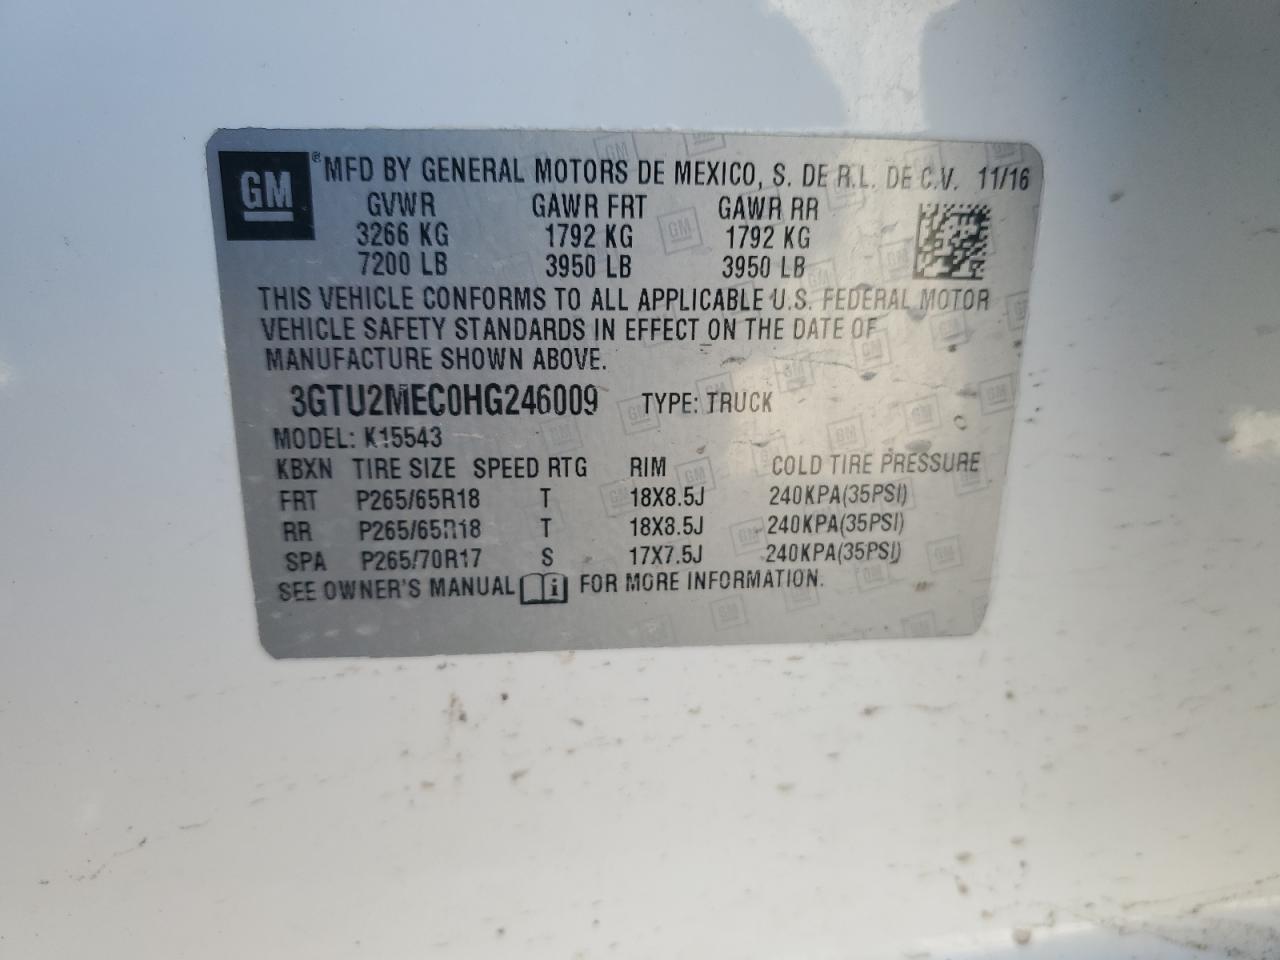 GM ® MFD BY GENERAL MOTORS DE MEXICO, S. DE R.L. DE C.V. 11/16
GVWR GAWR FRT GAWR RR
3266 KG 1792 KG 1792 KG
7200 LB 3950 LB 3950 LB
THIS VEHICLE CONFORMS TO ALL APPLICABLE U.S. FEDERAL MOTOR
VEHICLE SAFETY STANDARDS IN EFFECT ON THE DATE OF
MANUFACTURE SHOWN ABOVE.
3GTU2MEC0HG246009 TYPE: TRUCK
MODEL: K15543
KBXN TIRE SIZE SPEED RTG RIM COLD TIRE PRESSURE
FRT P265/65R18 T 18X8.5J 240KPA(35PSI)
RR P265/65R18 T 18X8.5J 240KPA(35PSI)
SPA P265/70R17 S 17X7.5J 240KPA(35PSI)
SEE OWNER'S MANUAL i FOR MORE INFORMATION.